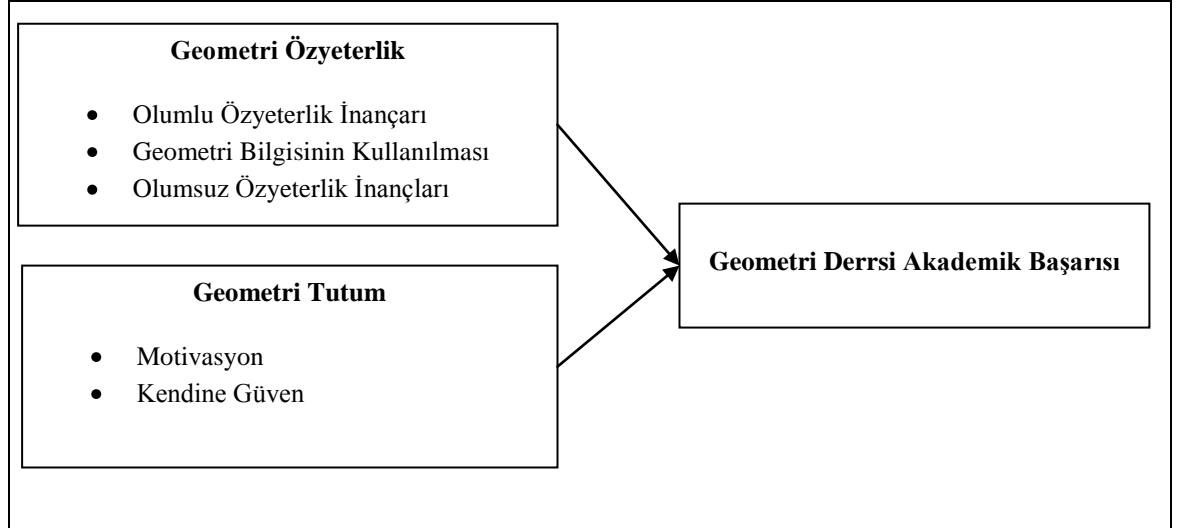 Geometri Özyeterlik
• Olumlu Özyeterlik İnançarı
• Geometri Bilgisinin Kullanılması
• Olumsuz Özyeterlik İnançları
Geometri Derrsi Akademik Başarısı
Geometri Tutum
• Motivasyon
• Kendine Güven